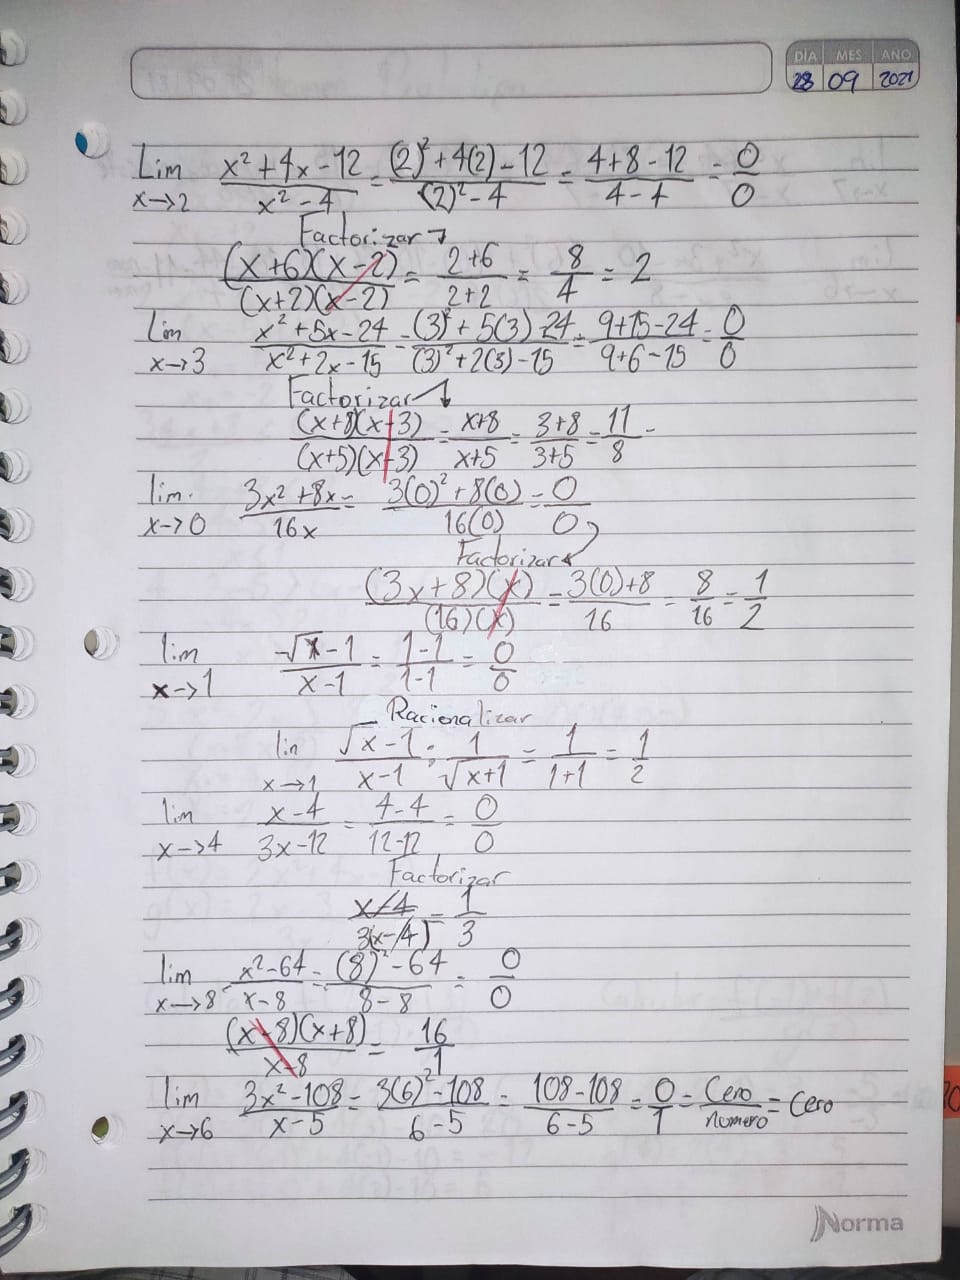 DÍA MES AÑO
28 09 2021
Lim x→2 (x² + 4x - 12)/(x² - 4) = ((2)² + 4(2) - 12)/((2)² - 4) = (4 + 8 - 12)/(4 - 4) = 0/0
Factorizar
((x+6)(x-2))/((x+2)(x-2)) = (2+6)/(2+2) = 8/4 = 2
Lim x→3 (x² + 5x - 24)/(x² + 2x - 15) = ((3)² + 5(3) - 24)/((3)² + 2(3) - 15) = (9+15-24)/(9+6-15) = 0/0
Factorizar
((x+8)(x-3))/((x+5)(x-3)) = (x+8)/(x+5) = (3+8)/(3+5) = 11/8
lim. x→0 (3x² + 8x)/(16x) = (3(0)² + 8(0))/(16(0)) = 0/0
Factorizar
((3x+8)(x))/((16)(x)) = (3(0)+8)/16 = 8/16 = 1/2
lim x→1 (√x - 1)/(x-1) = (1-1)/(1-1) = 0/0
Racionalizar
lin x→1 (√x-1)/(x-1) : 1/(√x+1) = 1/(1+1) = 1/2
lim x→4 (x-4)/(3x-12) = (4-4)/(12-12) = 0/0
Factorizar
(x-4)/(3(x-4)) = 1/3
lim x→8 (x²-64)/(x-8) = ((8)²-64)/(8-8) = 0/0
((x-8)(x+8))/(x-8) = 16/1
lim x→6 (3x²-108)/(x-5) = (3(6)²-108)/(6-5) = (108-108)/(6-5) = 0/1 = Cero/numero = Cero
Norma